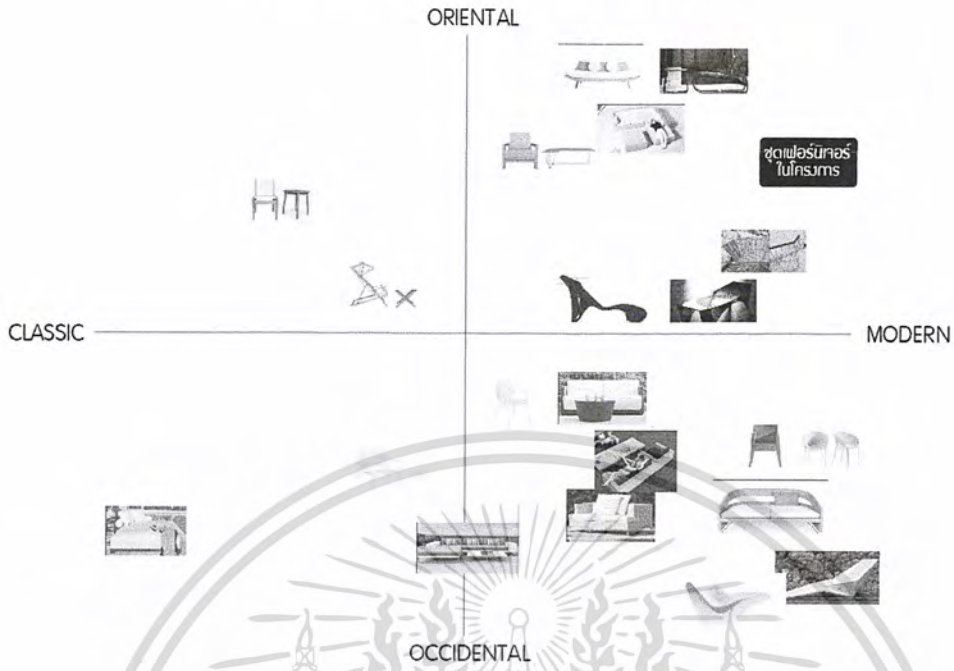 ORIENTAL
ชุดเฟอร์นิเจอร์
ในโครงการ
CLASSIC
MODERN
OCCIDENTAL